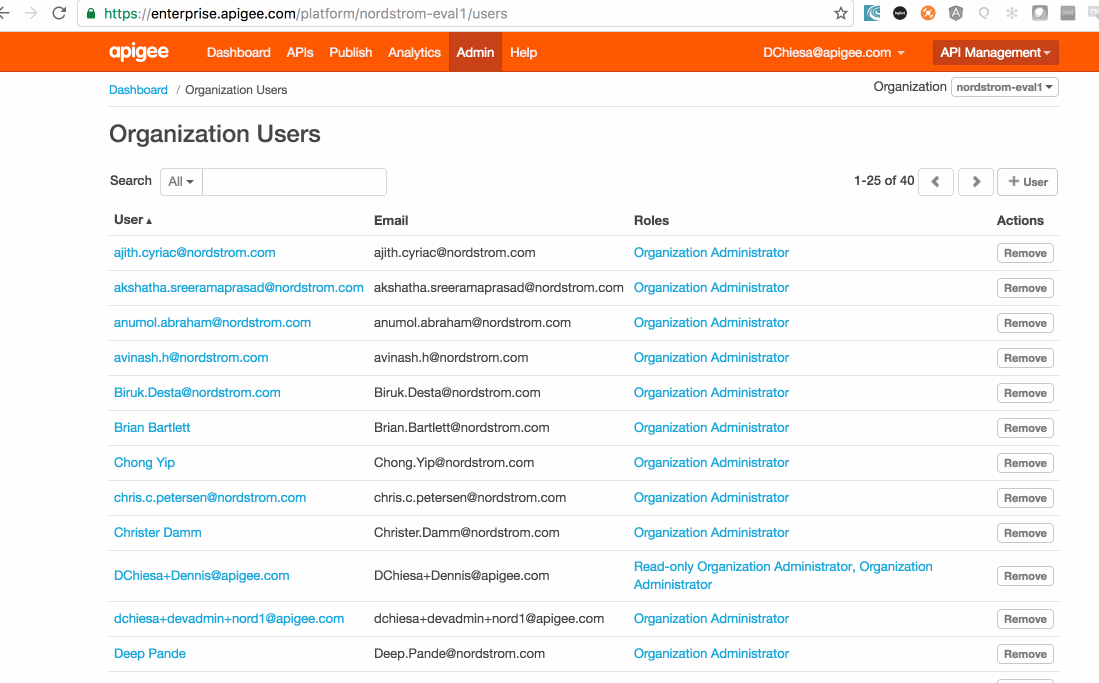 https://enterprise.apigee.com/platform/nordstrom-eval1/users
apigee Dashboard APIs Publish Analytics Admin Help DChiesa@apigee.com API Management
Dashboard / Organization Users Organization nordstrom-eval1
Organization Users
Search All 1-25 of 40 + User
User Email Roles Actions
ajith.cyriac@nordstrom.com ajith.cyriac@nordstrom.com Organization Administrator Remove
akshatha.sreeramaprasad@nordstrom.com akshatha.sreeramaprasad@nordstrom.com Organization Administrator Remove
anumol.abraham@nordstrom.com anumol.abraham@nordstrom.com Organization Administrator Remove
avinash.h@nordstrom.com avinash.h@nordstrom.com Organization Administrator Remove
Biruk.Desta@nordstrom.com Biruk.Desta@nordstrom.com Organization Administrator Remove
Brian Bartlett Brian.Bartlett@nordstrom.com Organization Administrator Remove
Chong Yip Chong.Yip@nordstrom.com Organization Administrator Remove
chris.c.petersen@nordstrom.com chris.c.petersen@nordstrom.com Organization Administrator Remove
Christer Damm Christer.Damm@nordstrom.com Organization Administrator Remove
DChiesa+Dennis@apigee.com DChiesa+Dennis@apigee.com Read-only Organization Administrator, Organization Remove
Administrator
dchiesa+devadmin+nord1@apigee.com dchiesa+devadmin+nord1@apigee.com Organization Administrator Remove
Deep Pande Deep.Pande@nordstrom.com Organization Administrator Remove